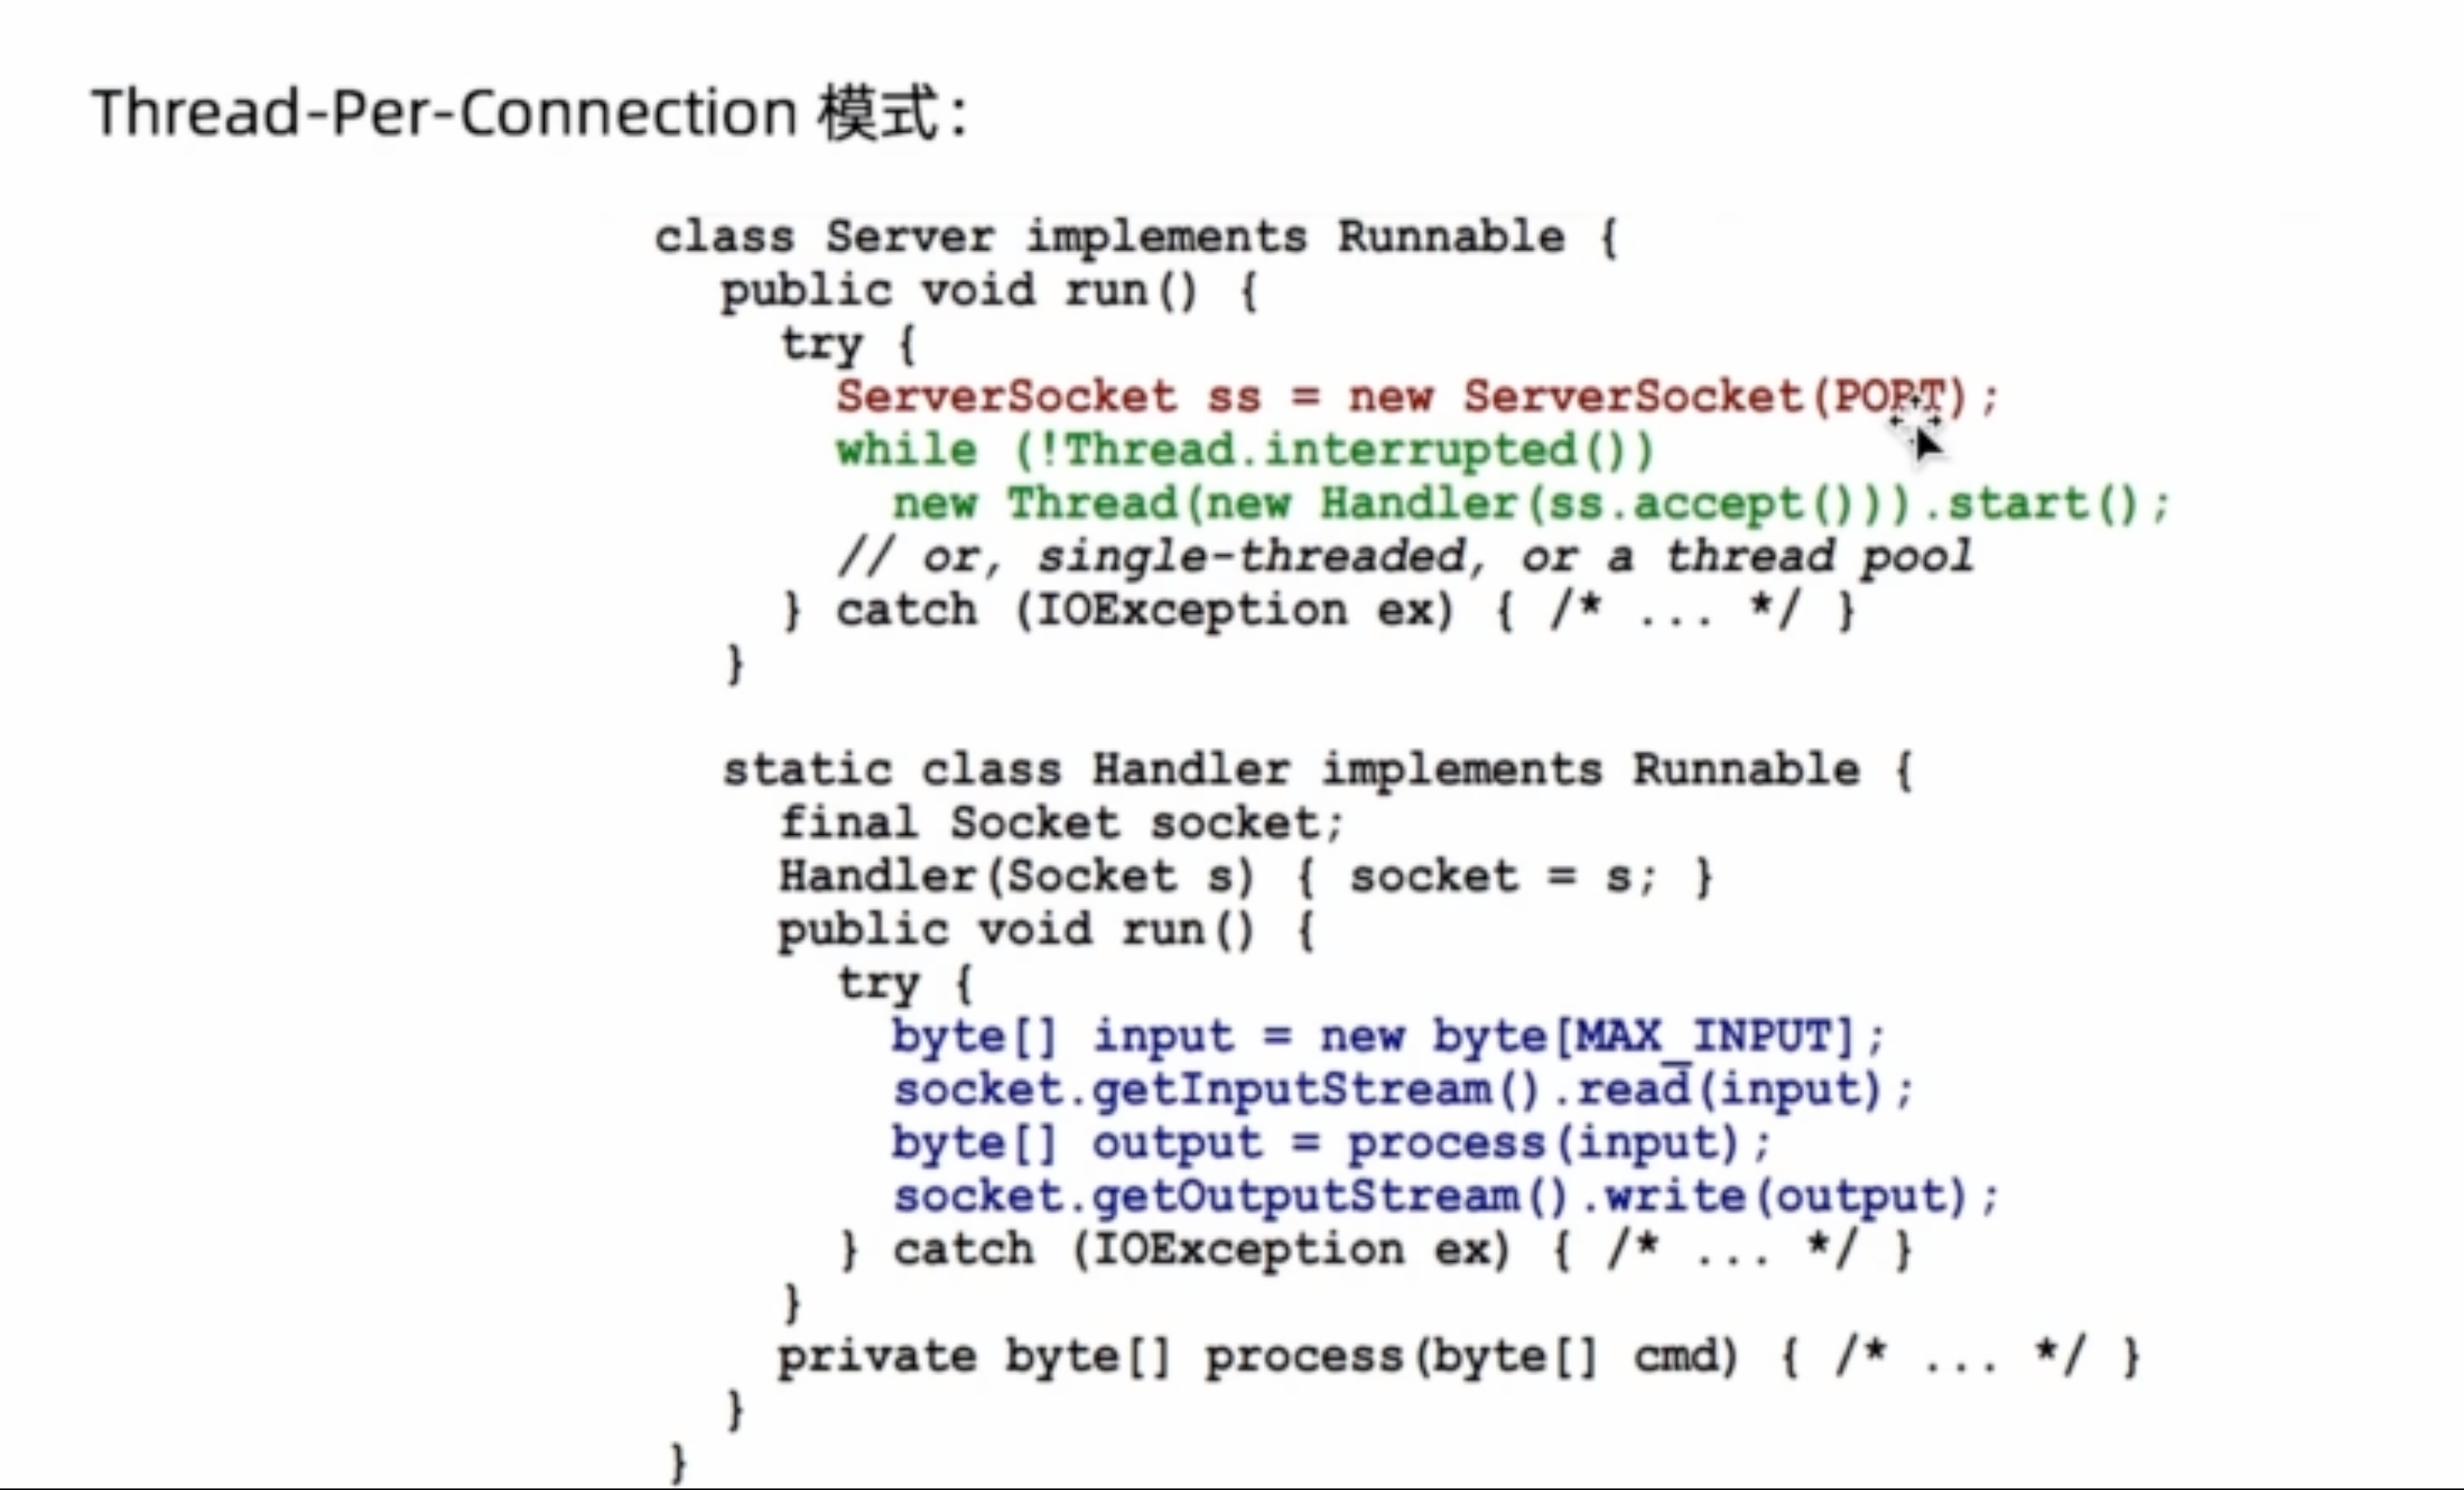 Thread-Per-Connection 模式：
class Server implements Runnable {
public void run() {
try {
ServerSocket ss = new ServerSocket(PORT);
while (!Thread.interrupted())
new Thread(new Handler(ss.accept())).start();
// or, single-threaded, or a thread pool
} catch (IOException ex) { /* ... */ }
}
static class Handler implements Runnable {
final Socket socket;
Handler(Socket s) { socket = s; }
public void run() {
try {
byte[] input = new byte[MAX_INPUT];
socket.getInputStream().read(input);
byte[] output = process(input);
socket.getOutputStream().write(output);
} catch (IOException ex) { /* ... */ }
}
private byte[] process(byte[] cmd) { /* ... */ }
}
}